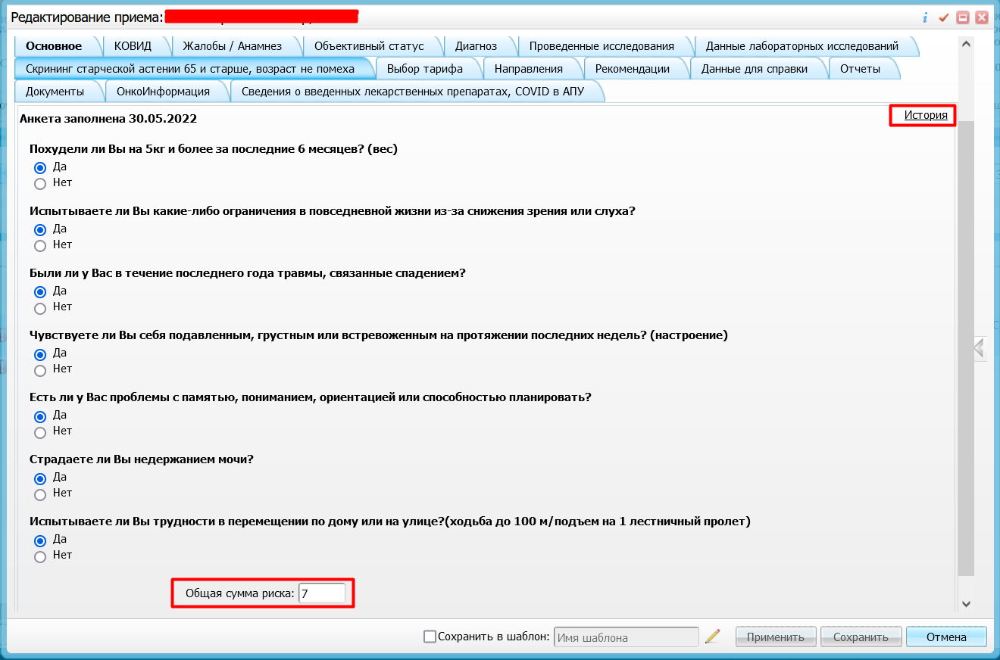 Редактирование приема:
Основное КОВИД Жалобы / Анамнез Объективный статус Диагноз Проведенные исследования Данные лабораторных исследований
Скрининг старческой астении 65 и старше, возраст не помеха Выбор тарифа Направления Рекомендации Данные для справки Отчеты
Документы ОнкоИнформация Сведения о введенных лекарственных препаратах, COVID в АПУ
Анкета заполнена 30.05.2022
История
Похудели ли Вы на 5кг и более за последние 6 месяцев? (вес)
Да
Нет
Испытываете ли Вы какие-либо ограничения в повседневной жизни из-за снижения зрения или слуха?
Да
Нет
Были ли у Вас в течение последнего года травмы, связанные спадением?
Да
Нет
Чувствуете ли Вы себя подавленным, грустным или встревоженным на протяжении последних недель? (настроение)
Да
Нет
Есть ли у Вас проблемы с памятью, пониманием, ориентацией или способностью планировать?
Да
Нет
Страдаете ли Вы недержанием мочи?
Да
Нет
Испытываете ли Вы трудности в перемещении по дому или на улице?(ходьба до 100 м/подъем на 1 лестничный пролет)
Да
Нет
Общая сумма риска: 7
Сохранить в шаблон: Имя шаблона Применить Сохранить Отмена